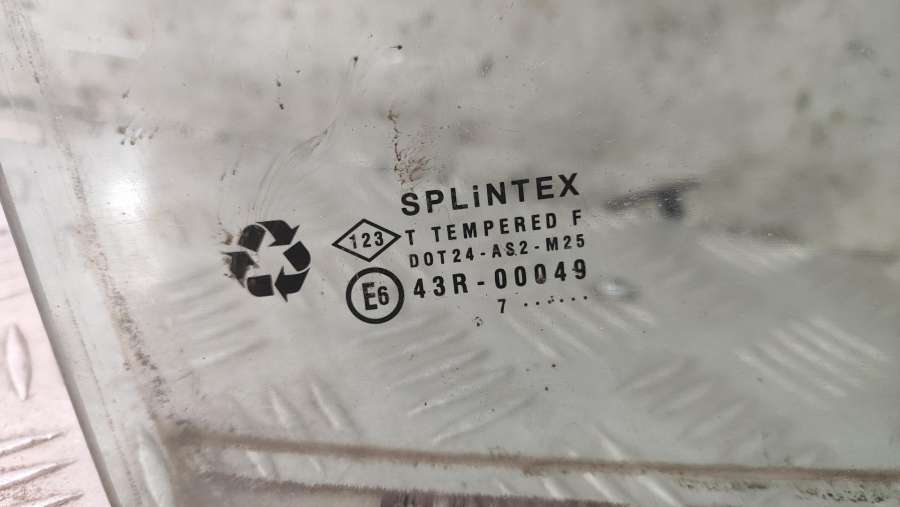 SPLiNTEX
123 T TEMPERED F
DOT24-AS2-M25
E6 43R-00049
7 ......